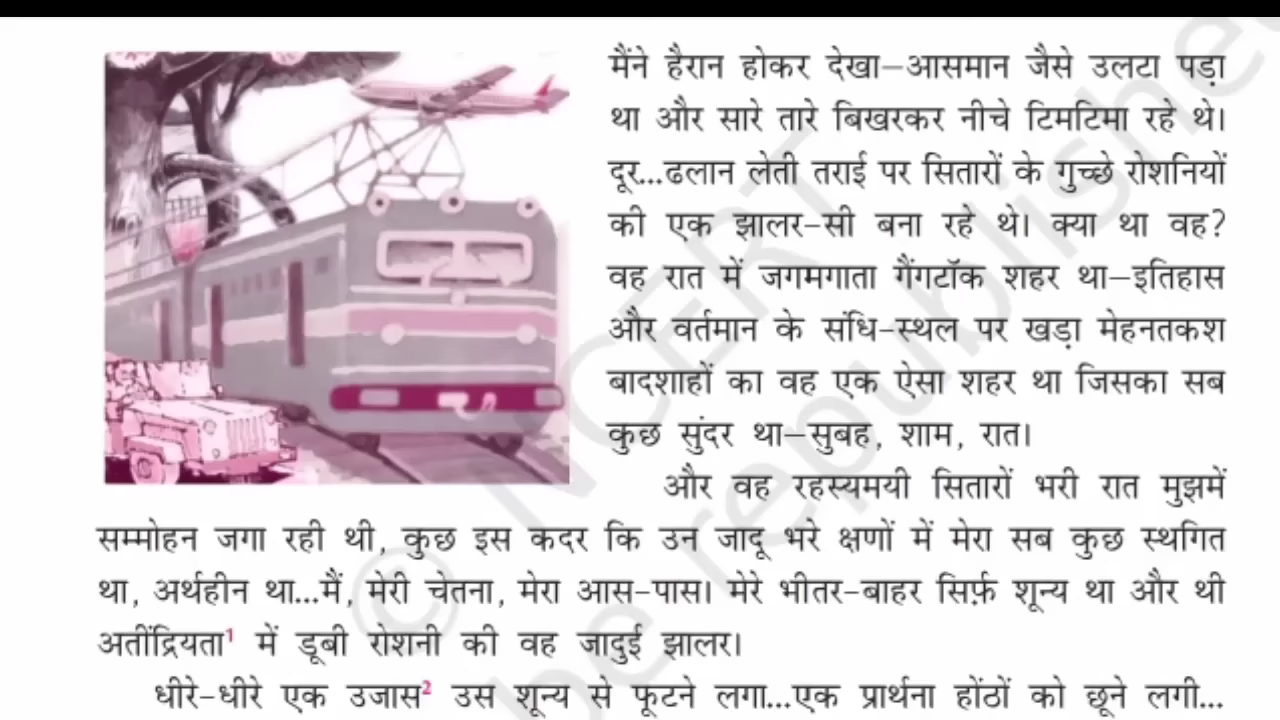 मैंने हैरान होकर देखा–आसमान जैसे उलटा पड़ा
था और सारे तारे बिखरकर नीचे टिमटिमा रहे थे।
दूर...ढलान लेती तराई पर सितारों के गुच्छे रोशनियों
की एक झालर-सी बना रहे थे। क्या था वह?
वह रात में जगमगाता गैंगटॉक शहर था–इतिहास
और वर्तमान के संधि-स्थल पर खड़ा मेहनतकश
बादशाहों का वह एक ऐसा शहर था जिसका सब
कुछ सुंदर था–सुबह, शाम, रात।
और वह रहस्यमयी सितारों भरी रात मुझमें
सम्मोहन जगा रही थी, कुछ इस कदर कि उन जादू भरे क्षणों में मेरा सब कुछ स्थगित
था, अर्थहीन था...मैं, मेरी चेतना, मेरा आस-पास। मेरे भीतर-बाहर सिर्फ़ शून्य था और थी
अतींद्रियता¹ में डूबी रोशनी की वह जादुई झालर।
धीरे-धीरे एक उजास² उस शून्य से फूटने लगा...एक प्रार्थना होंठों को छूने लगी...
© NCERT
be republished